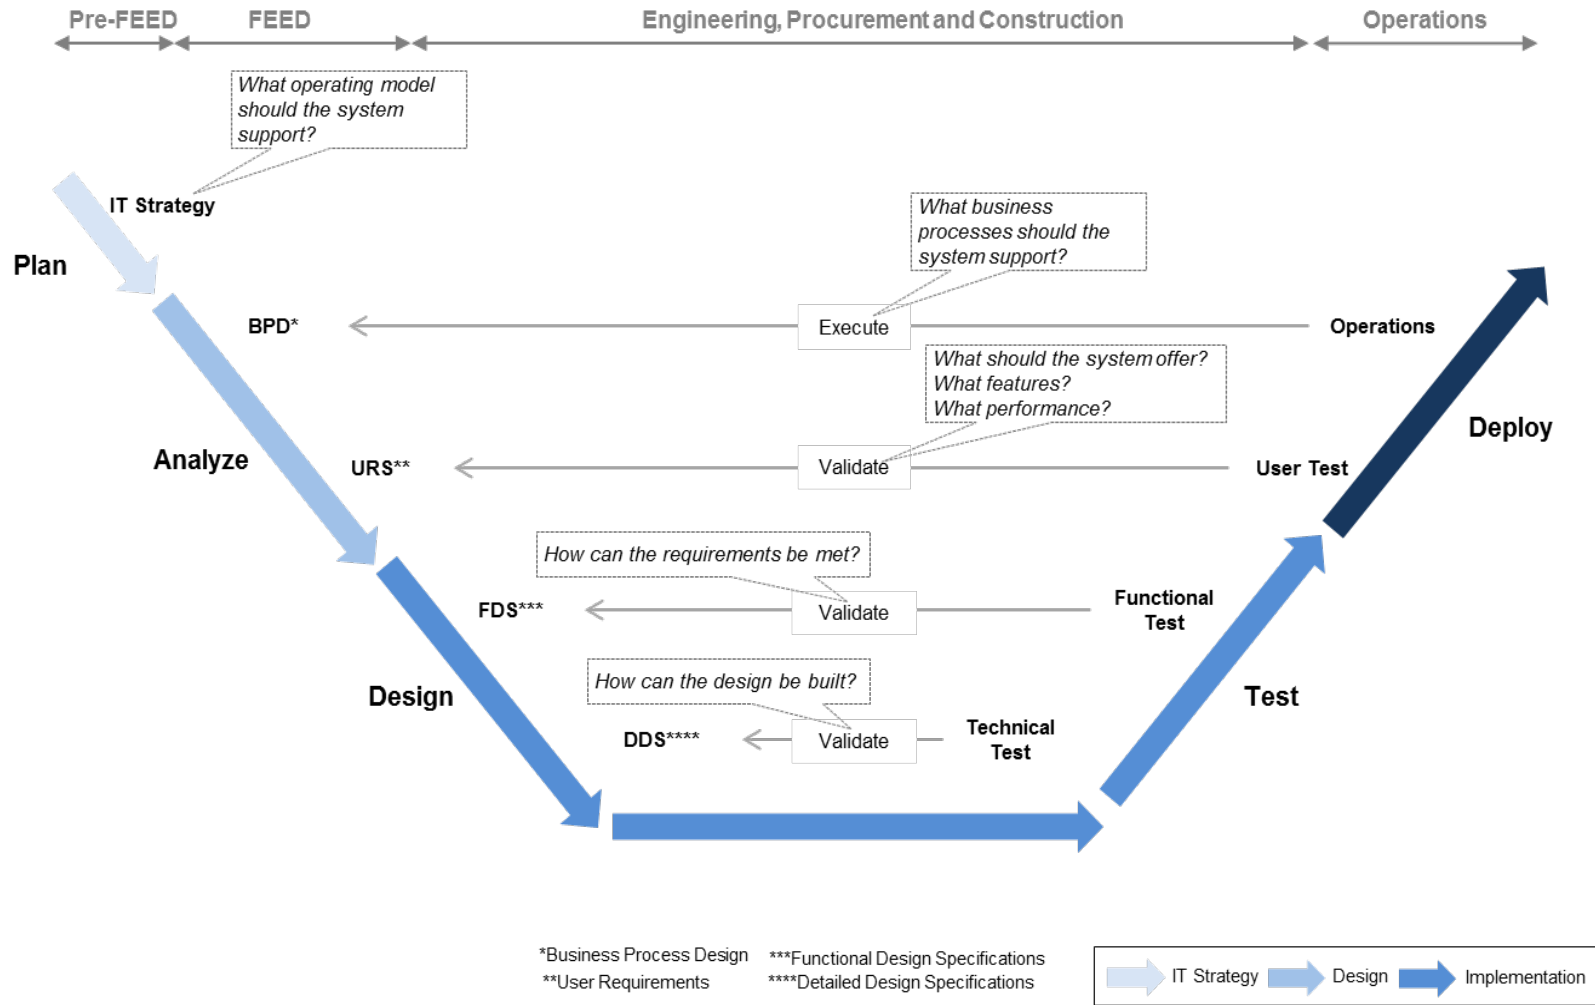 Pre-FEED FEED Engineering, Procurement and Construction Operations
What operating model
should the system
support?
IT Strategy
What business
processes should the
system support?
Plan
BPD* Execute Operations
What should the system offer?
What features?
What performance?
Deploy
Analyze
URS** Validate User Test
How can the requirements be met?
FDS*** Validate Functional
Test
How can the design be built?
Design
Test
DDS**** Validate Technical
Test
*Business Process Design ***Functional Design Specifications
**User Requirements ****Detailed Design Specifications
IT Strategy Design Implementation